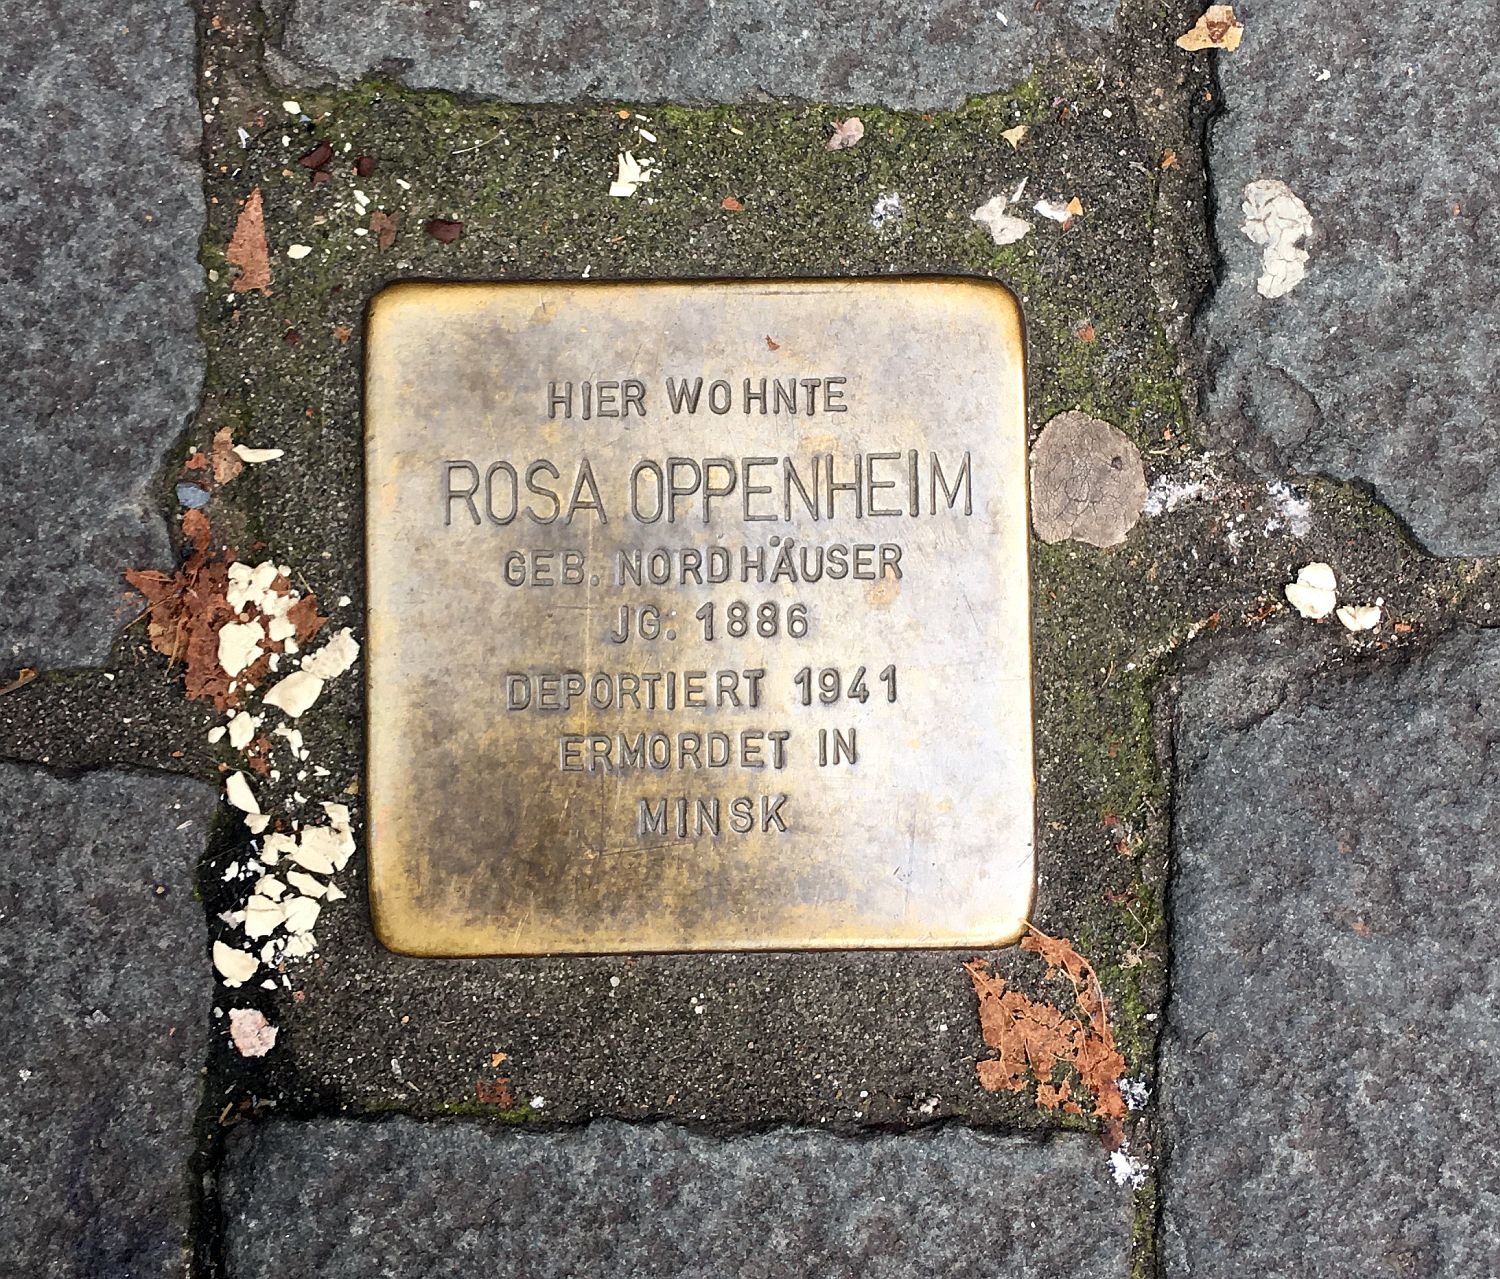 HIER WOHNTE
ROSA OPPENHEIM
GEB. NORDHÄUSER
JG. 1886
DEPORTIERT 1941
ERMORDET IN
MINSK